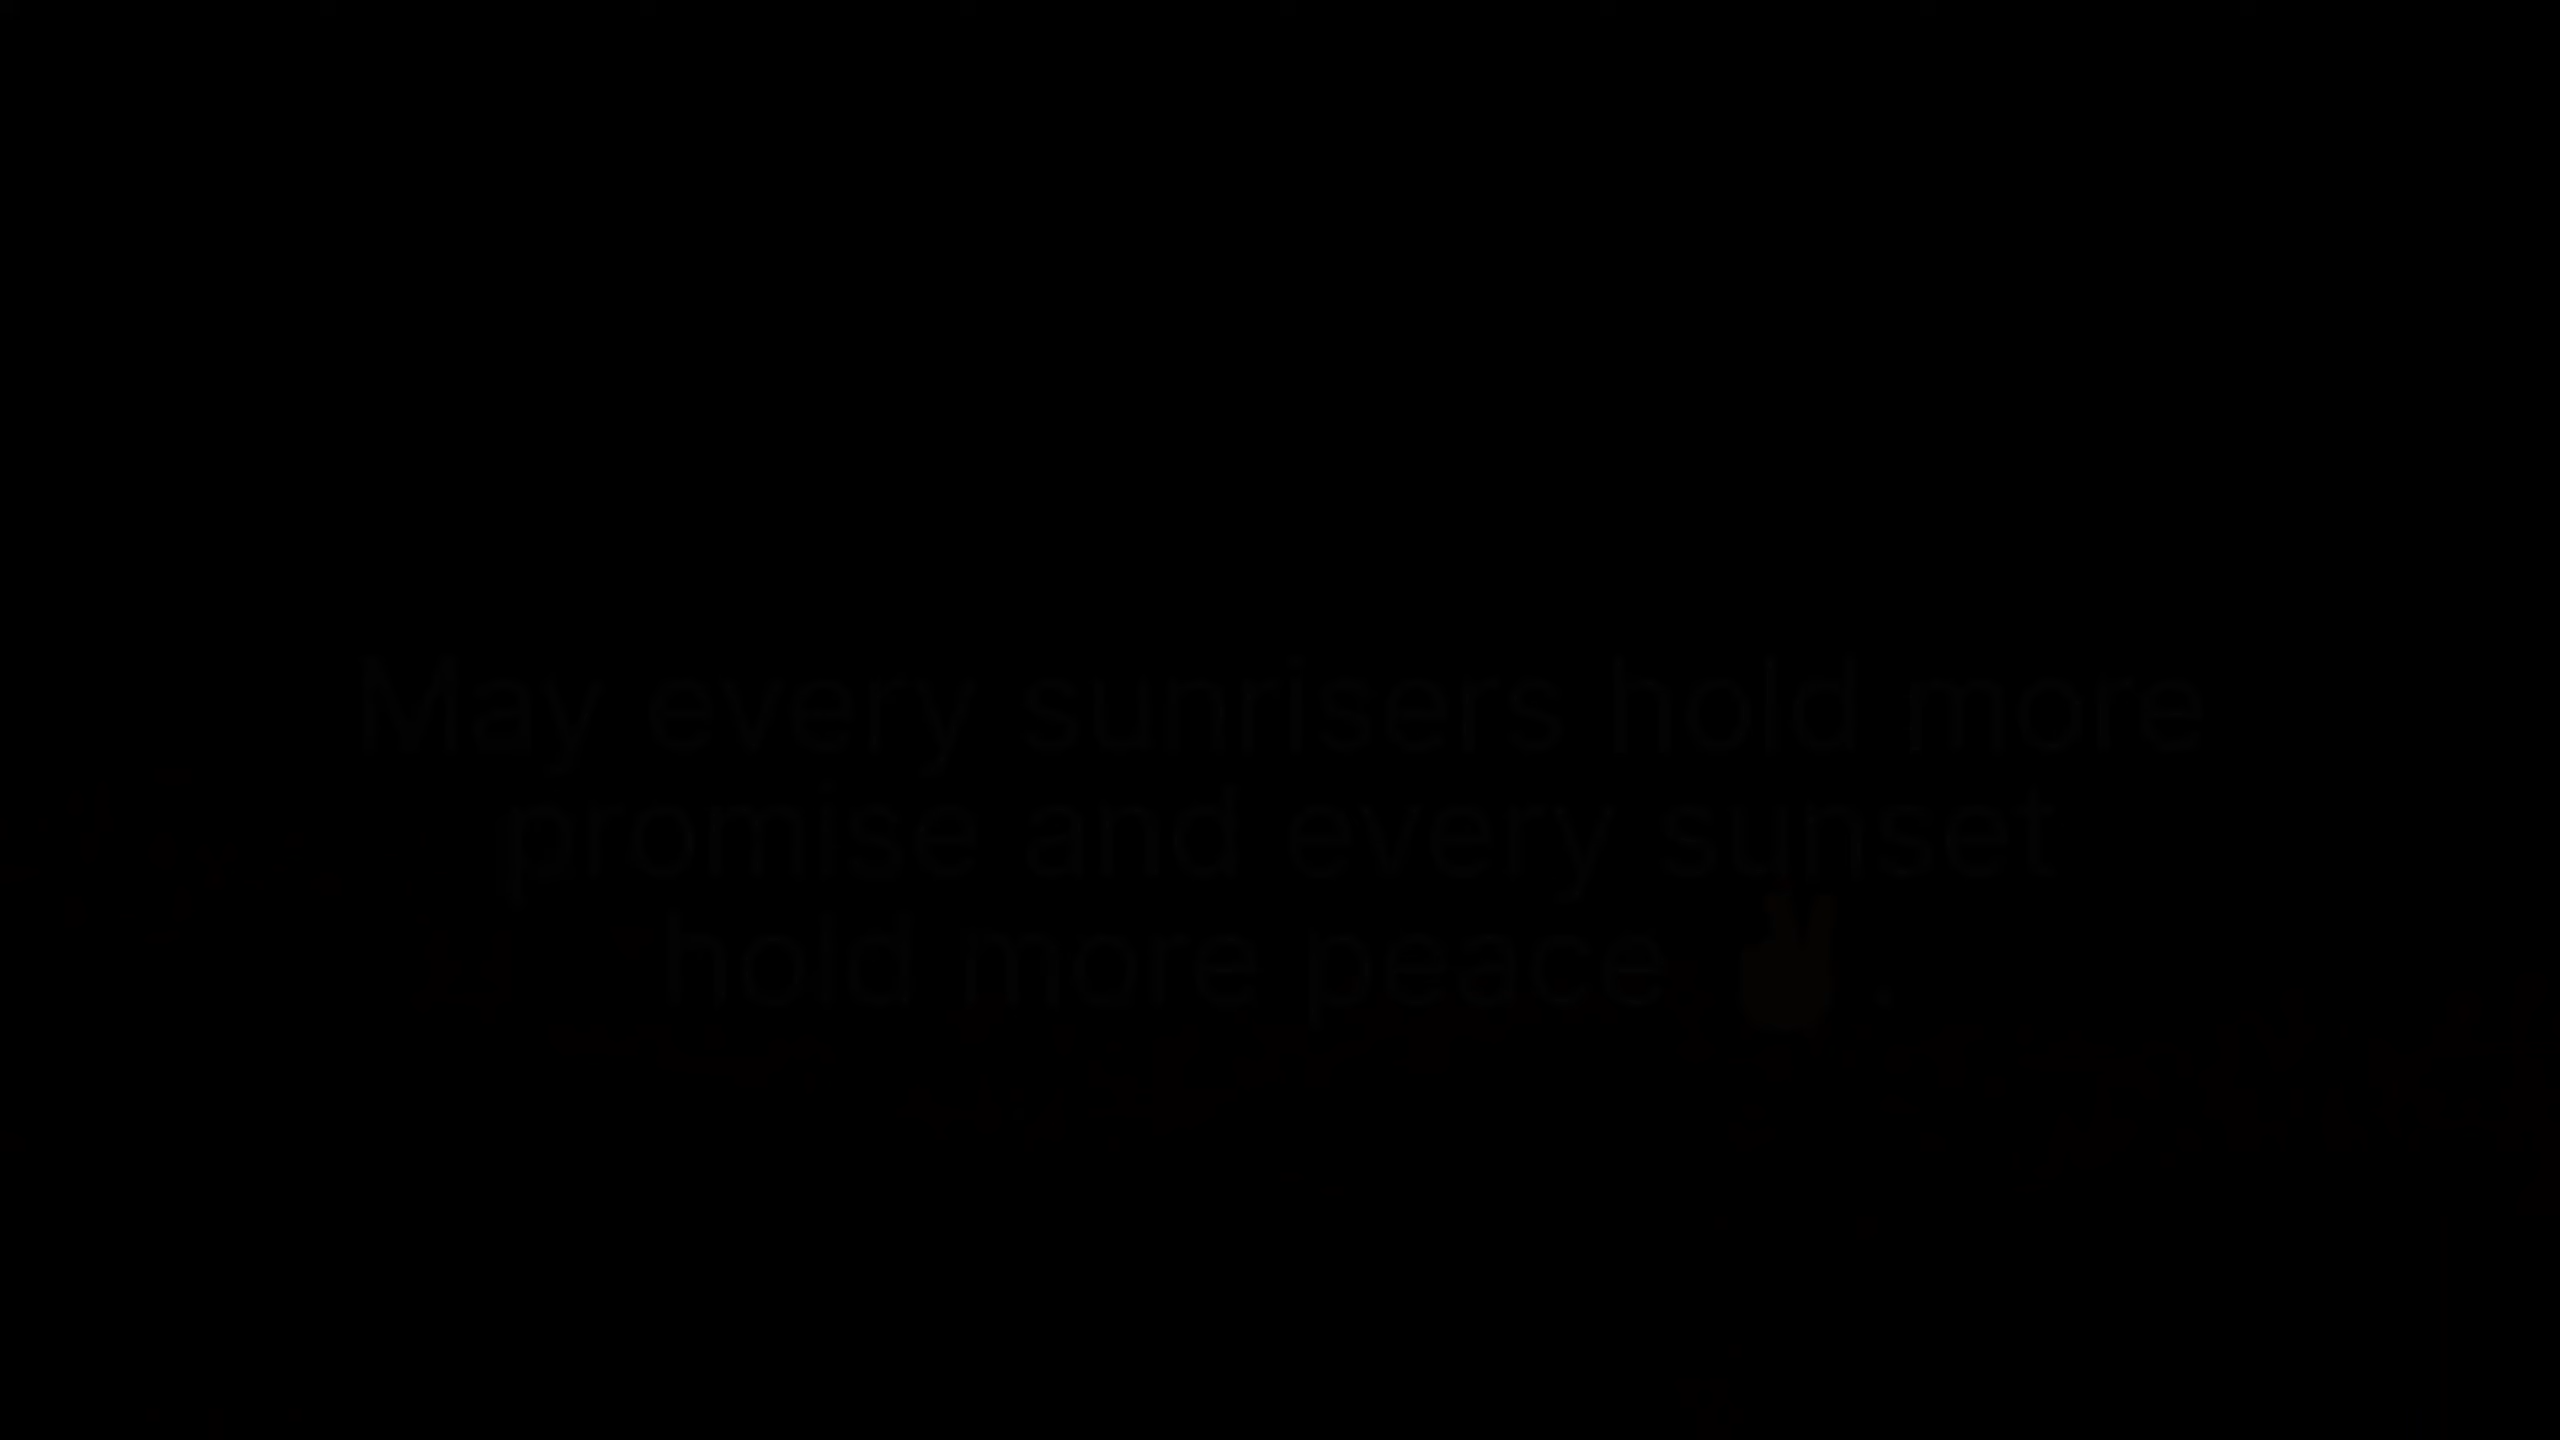 May every sunrisers hold more
promise and every sunset
hold more peace ✌ .